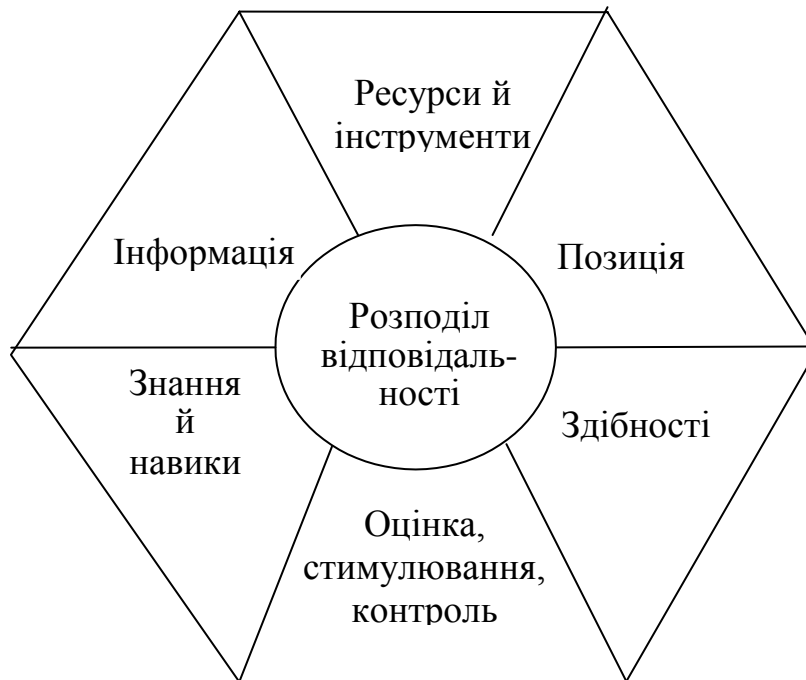 Ресурси й
інструменти
Інформація
Позиція
Розподіл
відповідаль-
ності
Знання
й
навики
Здібності
Оцінка,
стимулювання,
контроль